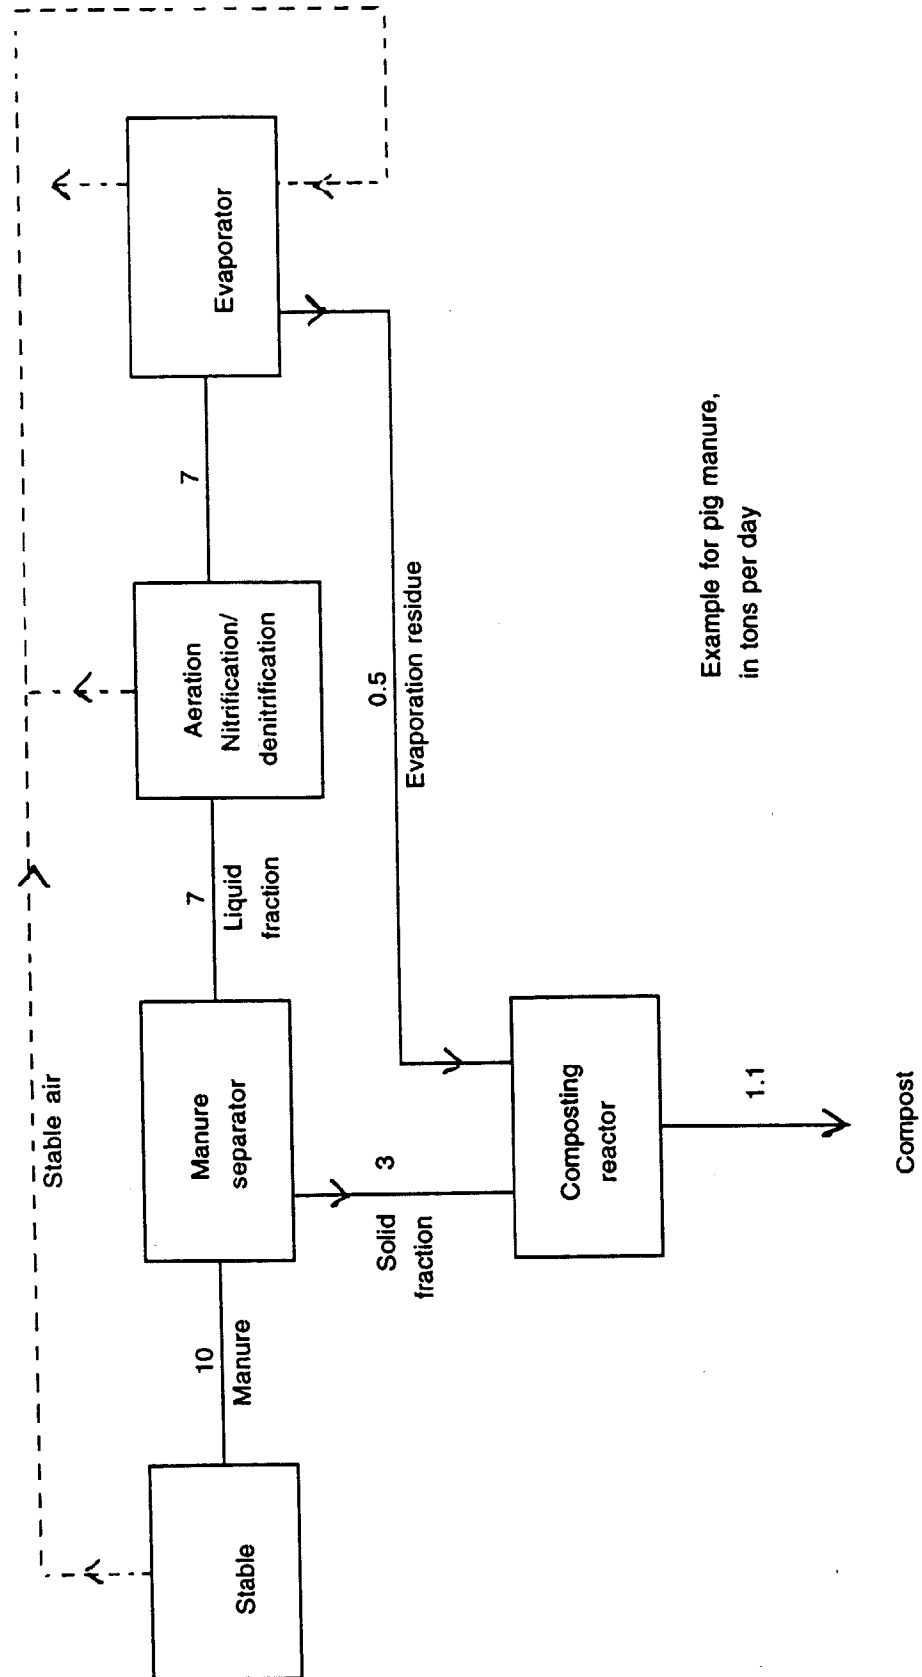 Stable air
Stable
10
Manure
Manure
separator
7
Liquid
fraction
Aeration
Nitrification/
denitrification
7
Evaporator
Solid
fraction
3
0.5
Evaporation residue
Composting
reactor
1.1
Compost
Example for pig manure,
in tons per day